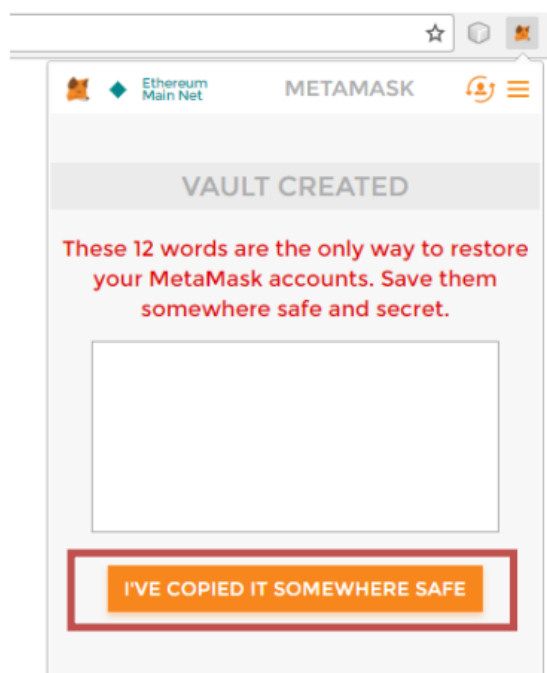 Ethereum
Main Net
METAMASK
VAULT CREATED
These 12 words are the only way to restore
your MetaMask accounts. Save them
somewhere safe and secret.
I'VE COPIED IT SOMEWHERE SAFE